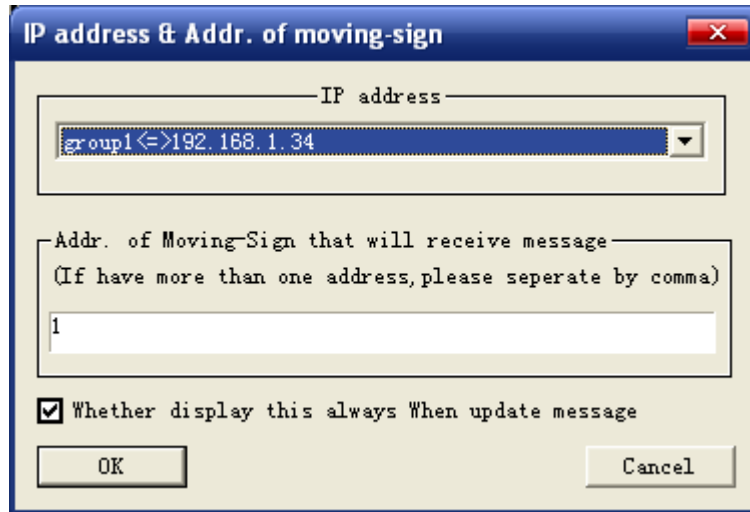 IP address & Addr. of moving-sign
IP address
group1<=>192.168.1.34
Addr. of Moving-Sign that will receive message
(If have more than one address,please seperate by comma)
1
Whether display this always When update message
OK
Cancel